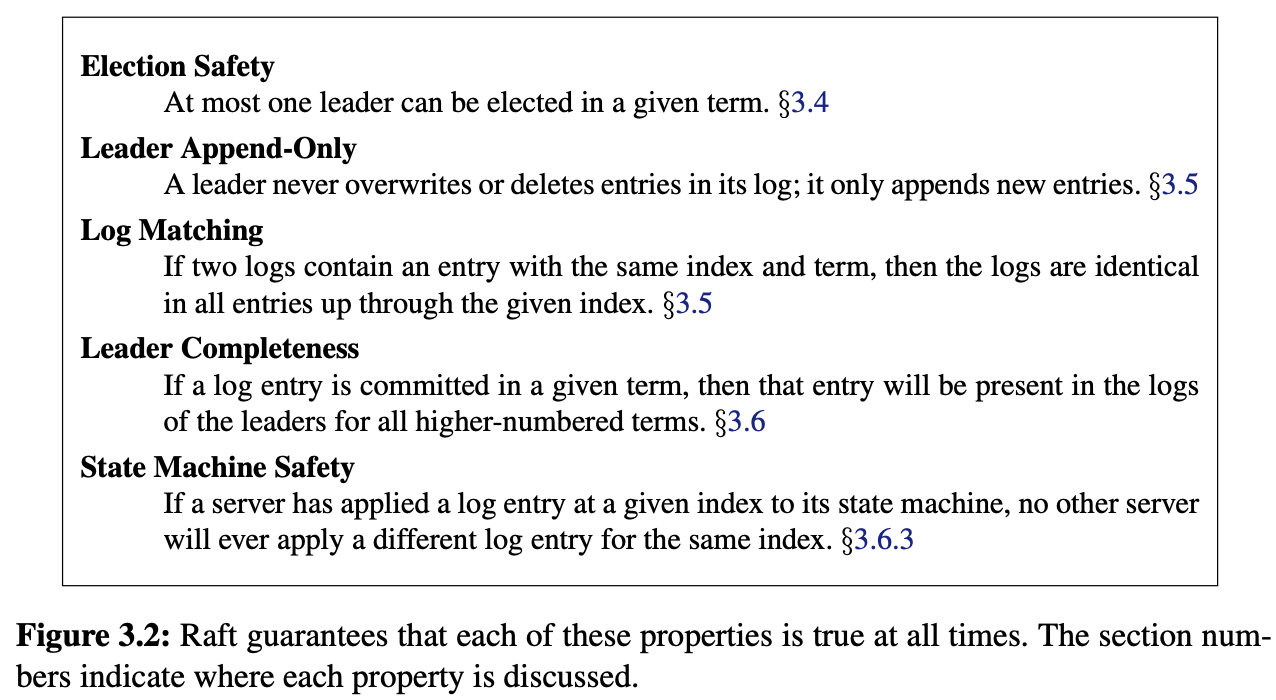 Election Safety
At most one leader can be elected in a given term. §3.4
Leader Append-Only
A leader never overwrites or deletes entries in its log; it only appends new entries. §3.5
Log Matching
If two logs contain an entry with the same index and term, then the logs are identical
in all entries up through the given index. §3.5
Leader Completeness
If a log entry is committed in a given term, then that entry will be present in the logs
of the leaders for all higher-numbered terms. §3.6
State Machine Safety
If a server has applied a log entry at a given index to its state machine, no other server
will ever apply a different log entry for the same index. §3.6.3
Figure 3.2: Raft guarantees that each of these properties is true at all times. The section num-
bers indicate where each property is discussed.